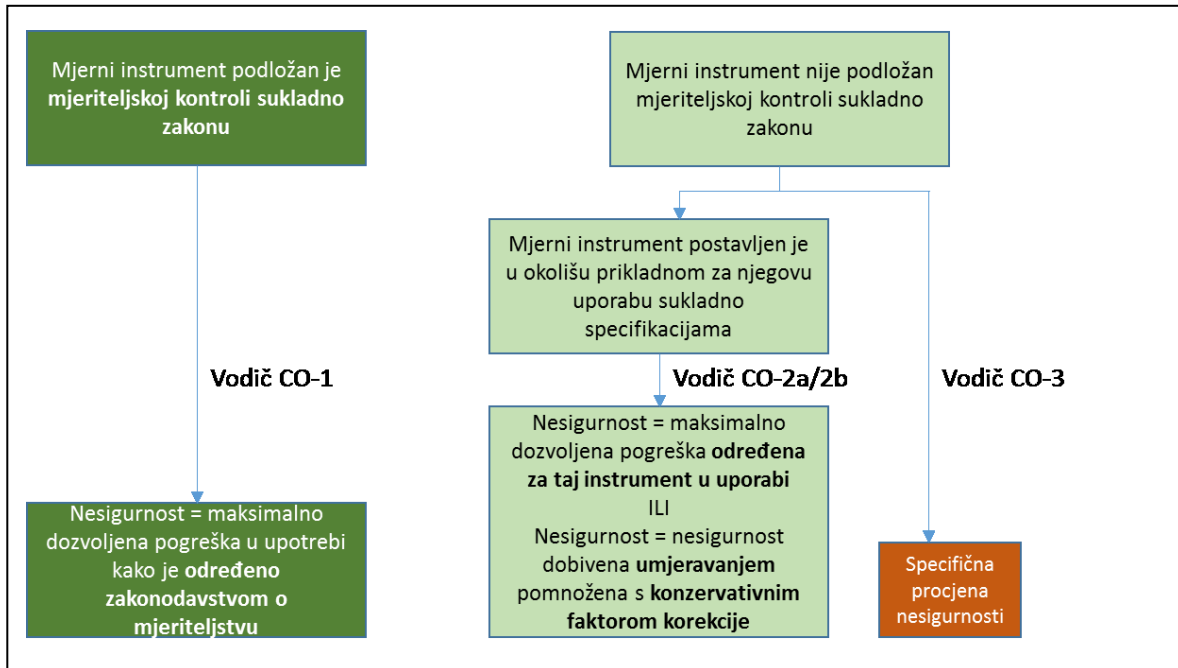 Mjerni instrument podložan je
mjeriteljskoj kontroli sukladno
zakonu
Mjerni instrument nije podložan
mjeriteljskoj kontroli sukladno
zakonu
Mjerni instrument postavljen je
u okolišu prikladnom za njegovu
uporabu sukladno
specifikacijama
Vodič CO-1
Vodič CO-2a/2b
Vodič CO-3
Nesigurnost = maksimalno
dozvoljena pogreška u upotrebi
kako je određeno
zakonodavstvom o
mjeriteljstvu
Nesigurnost = maksimalno
dozvoljena pogreška određena
za taj instrument u uporabi
ILI
Nesigurnost = nesigurnost
dobivena umjeravanjem
pomnožena s konzervativnim
faktorom korekcije
Specifična
procjena
nesigurnosti